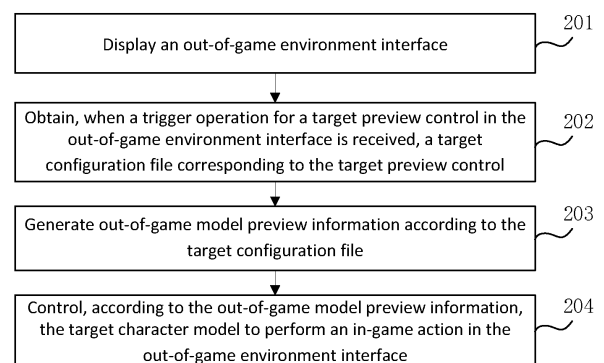 201
Display an out-of-game environment interface
202
Obtain, when a trigger operation for a target preview control in the
out-of-game environment interface is received, a target
configuration file corresponding to the target preview control
203
Generate out-of-game model preview information according to the
target configuration file
204
Control, according to the out-of-game model preview information,
the target character model to perform an in-game action in the
out-of-game environment interface